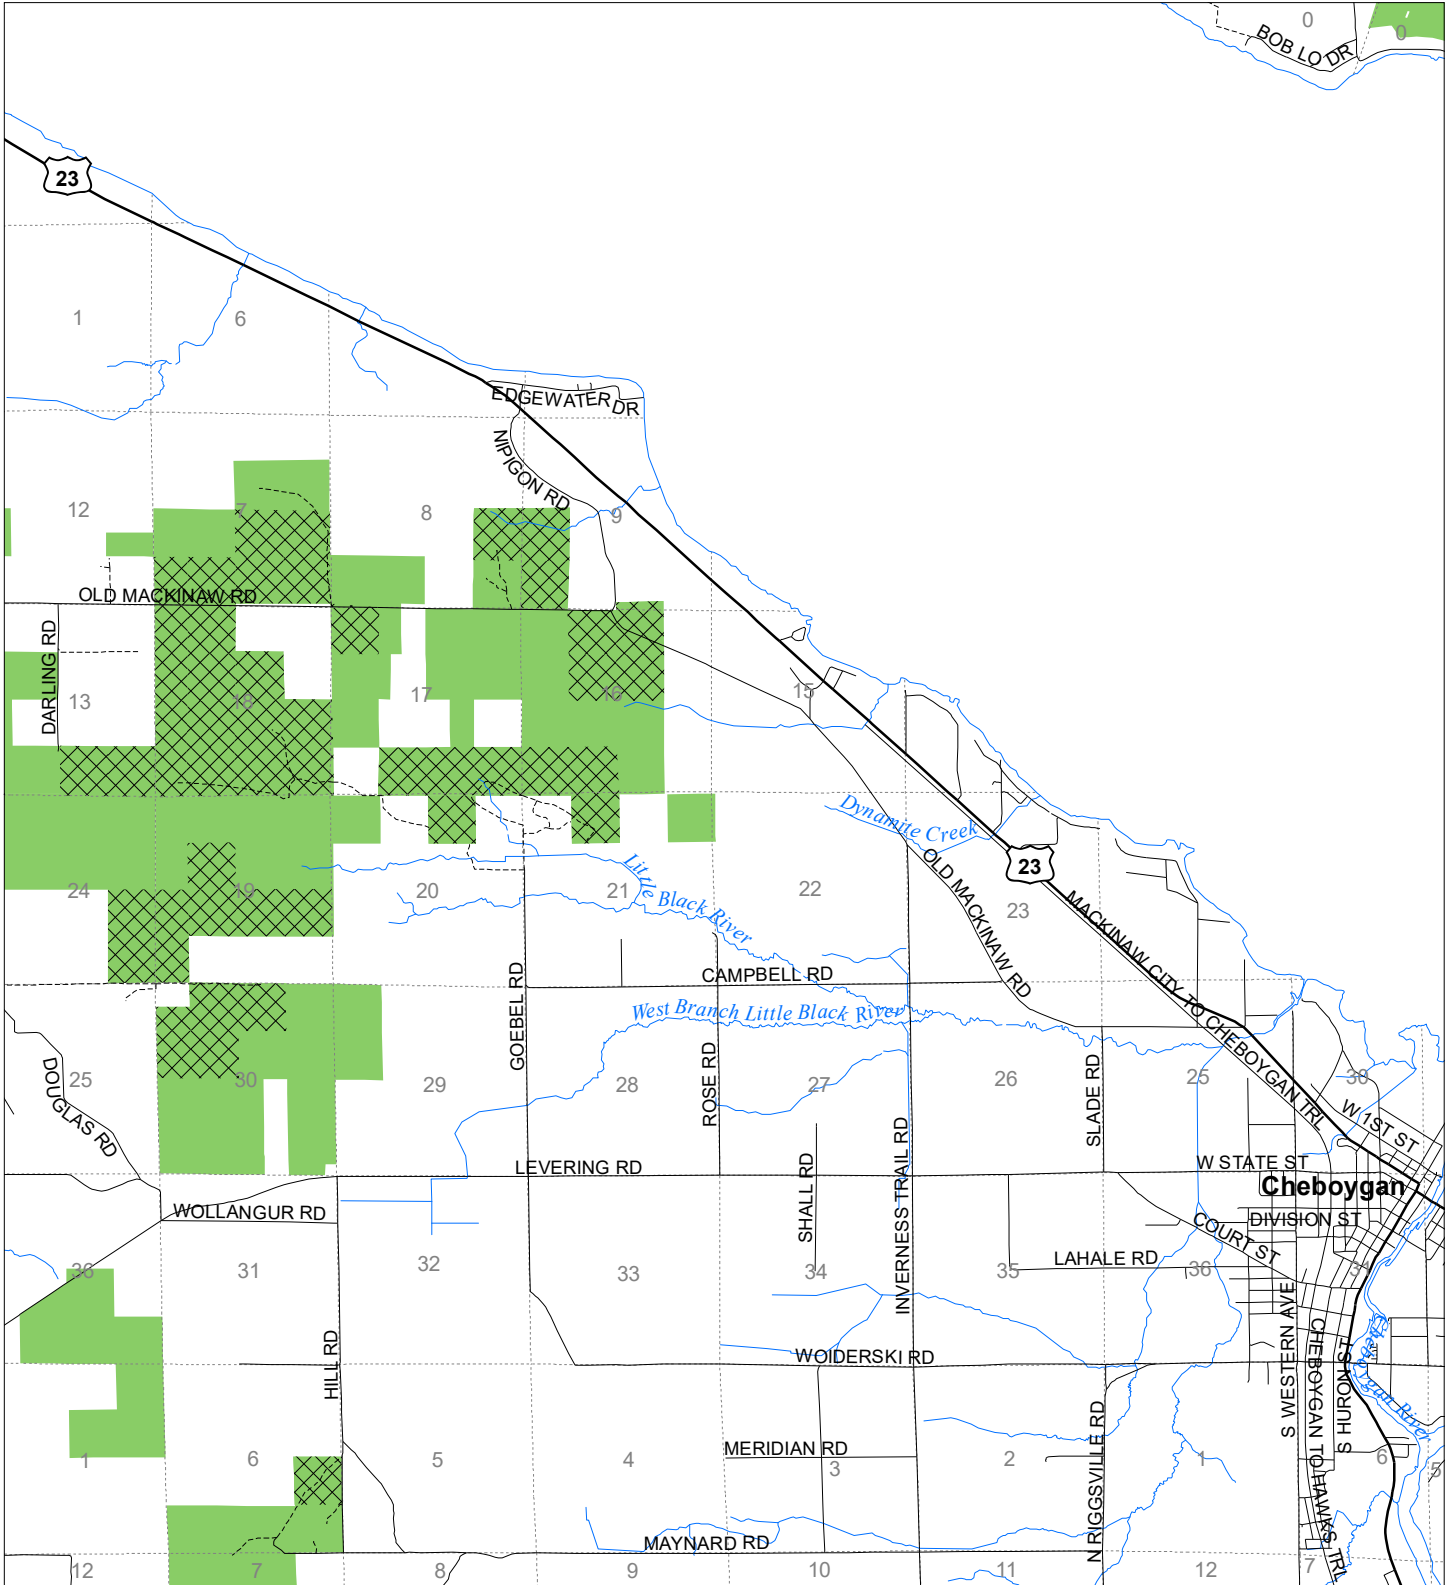 0
0
BOB LO DR
23
1
6
EDGEWATER DR
NIPIGON RD
12
7
8
9
OLD MACKINAW RD
DARLING RD
13
18
17
16
15
Dynamite Creek
23
24
19
20
21
22
23
Little Black River
OLD MACKINAW RD
MACKINAW CITY TO CHEBOYGAN TRL
GOEBEL RD
CAMPBELL RD
West Branch Little Black River
DOUGLAS RD
25
30
29
28
ROSE RD
27
26
SLADE RD
25
30
W 1ST ST
INVERNESS TRAIL RD
SHALL RD
LEVERING RD
W STATE ST
Cheboygan
WOLLANGUR RD
DIVISION ST
COURT ST
LAHALE RD
36
31
32
33
34
35
36
31
HILL RD
WOIDERSKI RD
S WESTERN AVE
CHEBOYGAN TO HAWKS TRL
S HURON ST
Cheboygan River
N RIGGSVILLE RD
MERIDIAN RD
1
6
5
4
3
2
1
6
5
MAYNARD RD
12
7
8
9
10
11
12
7